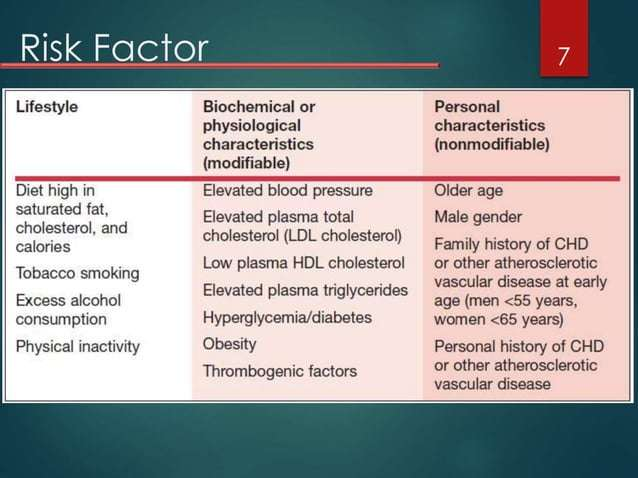 Risk Factor
7
Lifestyle
Biochemical or
physiological
characteristics
(modifiable)
Personal
characteristics
(nonmodifiable)
Diet high in
saturated fat,
cholesterol, and
calories
Tobacco smoking
Excess alcohol
consumption
Physical inactivity
Elevated blood pressure
Elevated plasma total
cholesterol (LDL cholesterol)
Low plasma HDL cholesterol
Elevated plasma triglycerides
Hyperglycemia/diabetes
Obesity
Thrombogenic factors
Older age
Male gender
Family history of CHD
or other atherosclerotic
vascular disease at early
age (men <55 years,
women <65 years)
Personal history of CHD
or other atherosclerotic
vascular disease